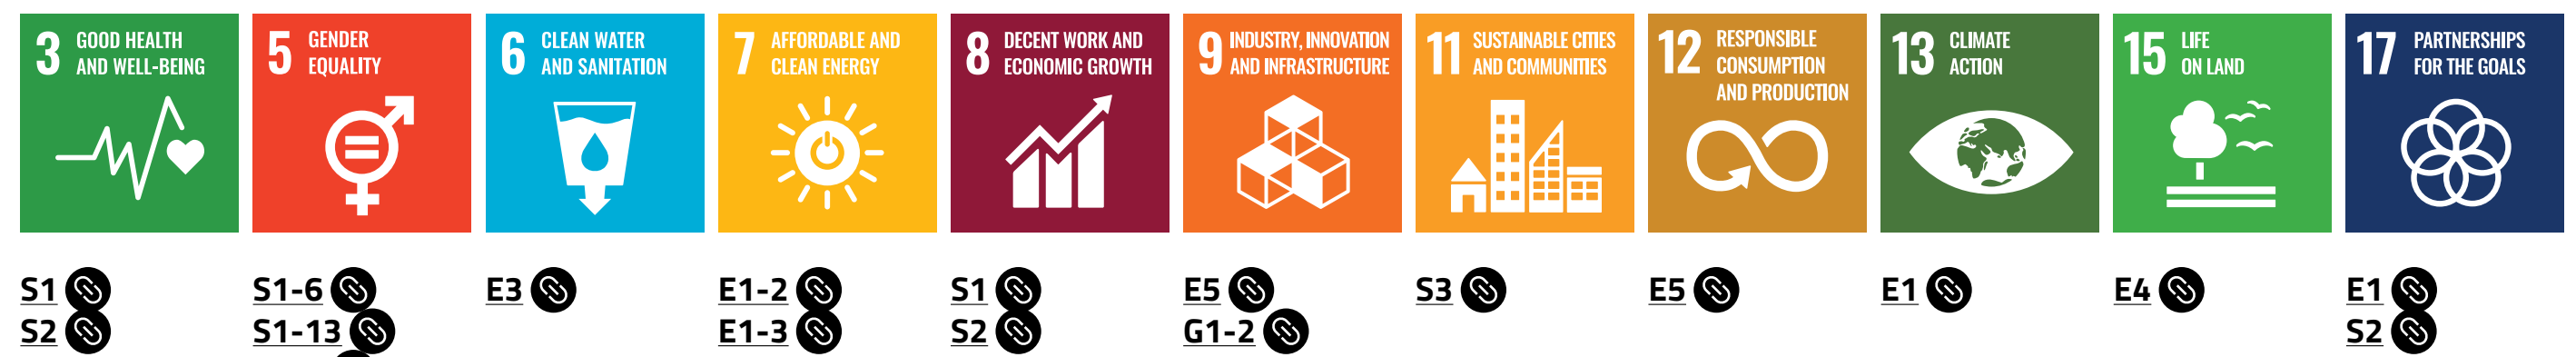 3 GOOD HEALTH
AND WELL-BEING
5 GENDER
EQUALITY
6 CLEAN WATER
AND SANITATION
7 AFFORDABLE AND
CLEAN ENERGY
8 DECENT WORK AND
ECONOMIC GROWTH
9 INDUSTRY, INNOVATION
AND INFRASTRUCTURE
11 SUSTAINABLE CITIES
AND COMMUNITIES
12 RESPONSIBLE
CONSUMPTION
AND PRODUCTION
13 CLIMATE
ACTION
15 LIFE
ON LAND
17 PARTNERSHIPS
FOR THE GOALS
S1
S2
S1-6
S1-13
E3
E1-2
E1-3
S1
S2
E5
G1-2
S3
E5
E1
E4
E1
S2